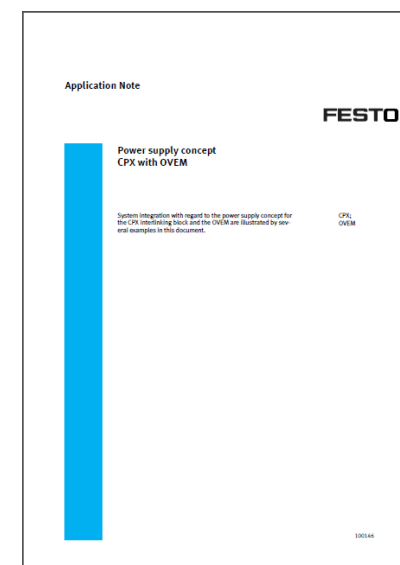 Application Note
FESTO
Power supply concept
CPX with OVEM
System integration with regard to the power supply concept for
the CPX interlinking block and the OVEM are illustrated by sev-
eral examples in this document.
CPX;
OVEM
100146